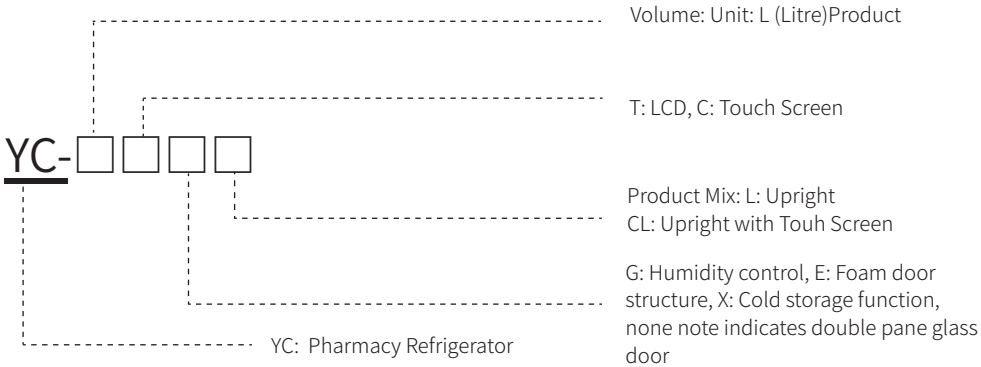 Volume: Unit: L (Litre)Product
T: LCD, C: Touch Screen
YC-□□□□
Product Mix: L: Upright
CL: Upright with Touh Screen
G: Humidity control, E: Foam door
structure, X: Cold storage function,
none note indicates double pane glass
door
YC: Pharmacy Refrigerator